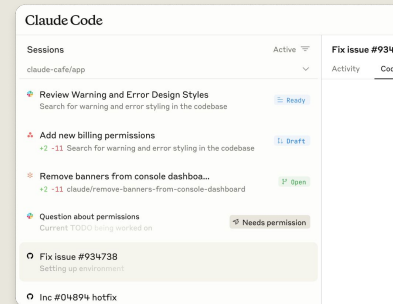 Claude Code
Sessions
Active
Fix issue #934
claude-cafe/app
Activity
Cod
Review Warning and Error Design Styles
Search for warning and error styling in the codebase
Ready
Add new billing permissions
+2 -11 Search for warning and error styling in the codebase
Draft
Remove banners from console dashboa...
+2 -11 claude/remove-banners-from-console-dashboard
Open
Question about permissions
Current TODO being worked on
Needs permission
Fix issue #934738
Setting up environment
Inc #04894 hotfix